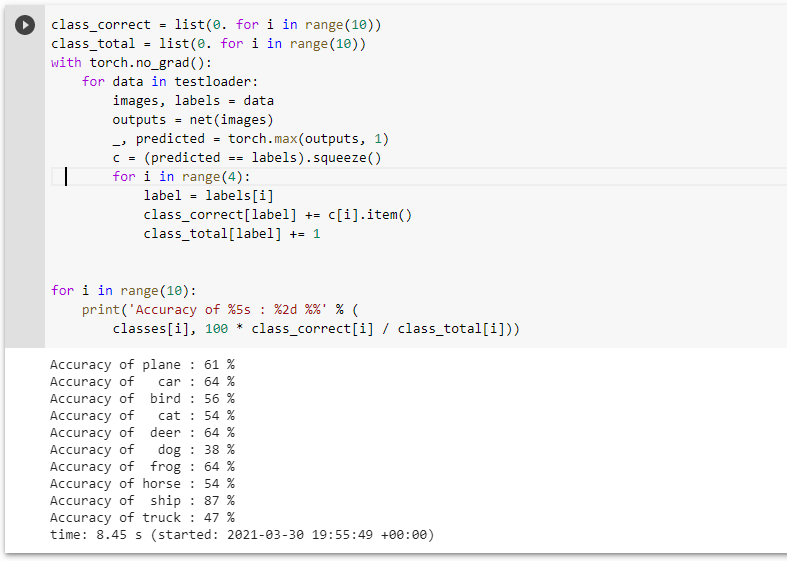 class_correct = list(0. for i in range(10))
class_total = list(0. for i in range(10))
with torch.no_grad():
    for data in testloader:
        images, labels = data
        outputs = net(images)
        _, predicted = torch.max(outputs, 1)
        c = (predicted == labels).squeeze()
        for i in range(4):
            label = labels[i]
            class_correct[label] += c[i].item()
            class_total[label] += 1
for i in range(10):
    print('Accuracy of %5s : %2d %%' % (
        classes[i], 100 * class_correct[i] / class_total[i]))
Accuracy of plane : 61 %
Accuracy of   car : 64 %
Accuracy of  bird : 56 %
Accuracy of   cat : 54 %
Accuracy of  deer : 64 %
Accuracy of   dog : 38 %
Accuracy of  frog : 64 %
Accuracy of horse : 54 %
Accuracy of  ship : 87 %
Accuracy of truck : 47 %
time: 8.45 s (started: 2021-03-30 19:55:49 +00:00)